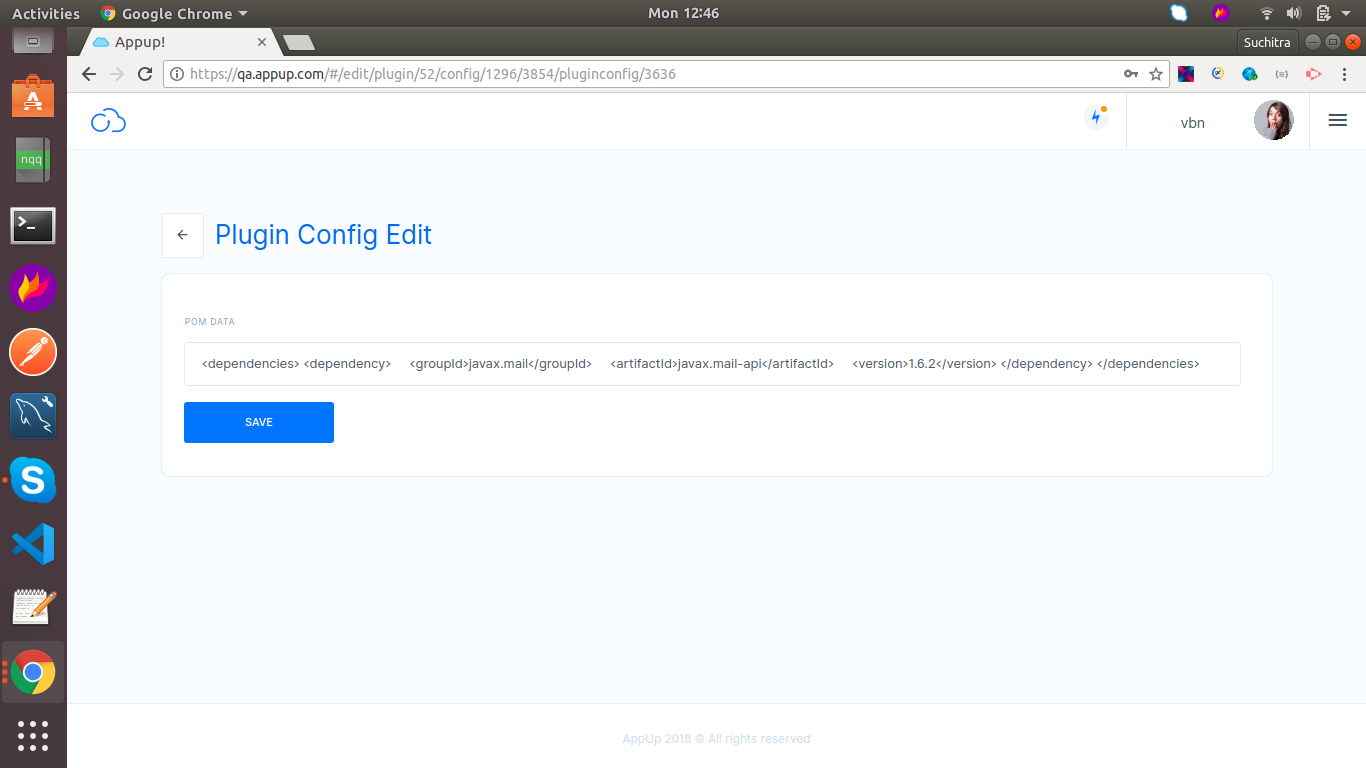 Activities Google Chrome Mon 12:46
Appup! Suchitra
https://qa.appup.com/#/edit/plugin/52/config/1296/3854/pluginconfig/3636
vbn
nqq
Plugin Config Edit
POM DATA
<dependencies> <dependency> <groupId>javax.mail</groupId> <artifactId>javax.mail-api</artifactId> <version>1.6.2</version> </dependency> </dependencies>
SAVE
AppUp 2018 © All rights reserved